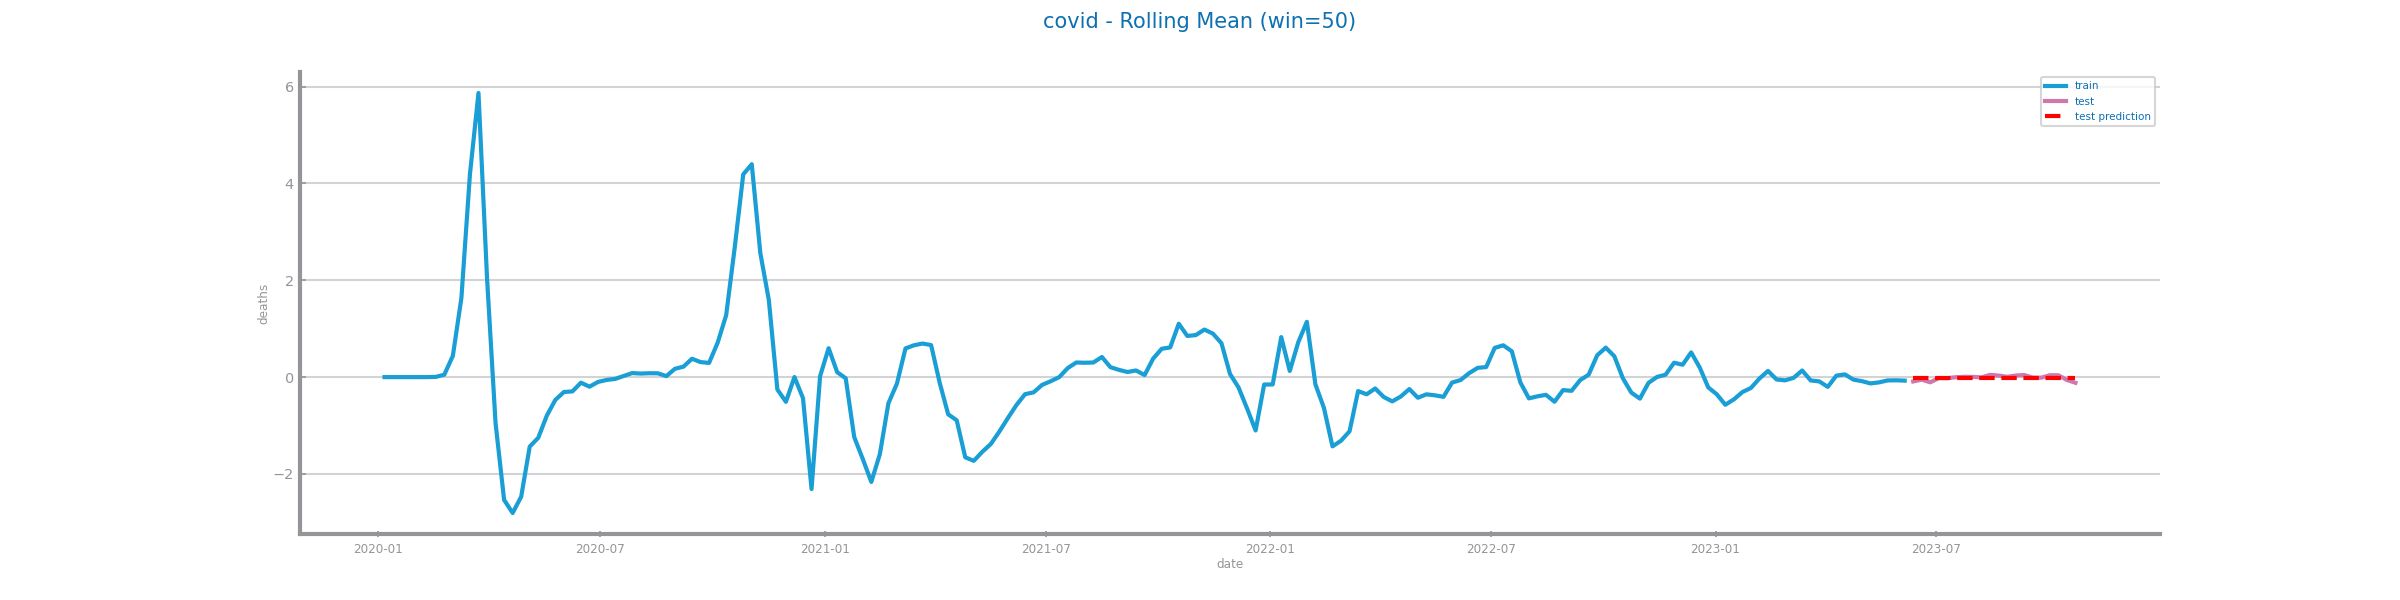 covid - Rolling Mean (win=50)
train
test
test prediction
6
4
2
0
−2
deaths
2020-01 2020-07 2021-01 2021-07 2022-01 2022-07 2023-01 2023-07
date